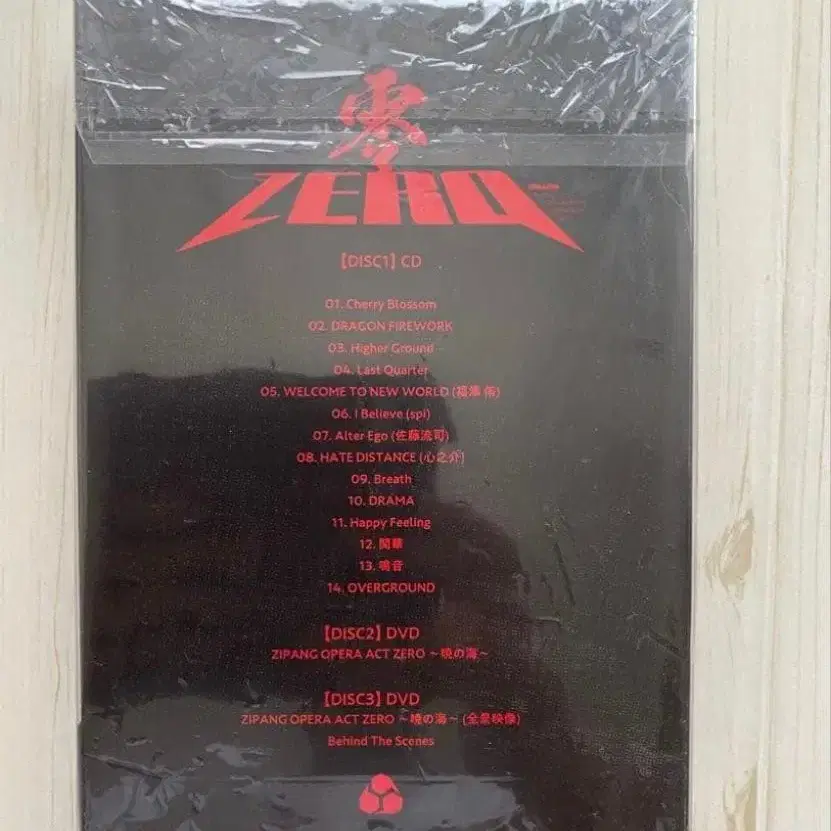 零
ZERO
【DISC1】 CD
01. Cherry Blossom
02. DRAGON FIREWORK
03. Higher Ground
04. Last Quarter
05. WELCOME TO NEW WORLD (福澤 侑)
06. I Believe (spi)
07. Alter Ego (佐藤流司)
08. HATE DISTANCE (心之介)
09. Breath
10. DRAMA
11. Happy Feeling
12. 開華
13. 鳴音
14. OVERGROUND
【DISC2】 DVD
ZIPANG OPERA ACT ZERO ～暁の海～
【DISC3】 DVD
ZIPANG OPERA ACT ZERO ～暁の海～ (全景映像)
Behind The Scenes